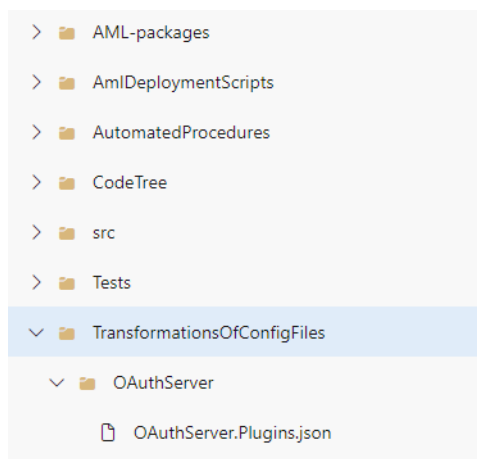 AML-packages
AmlDeploymentScripts
AutomatedProcedures
CodeTree
src
Tests
TransformationsOfConfigFiles
OAuthServer
OAuthServer.Plugins.json